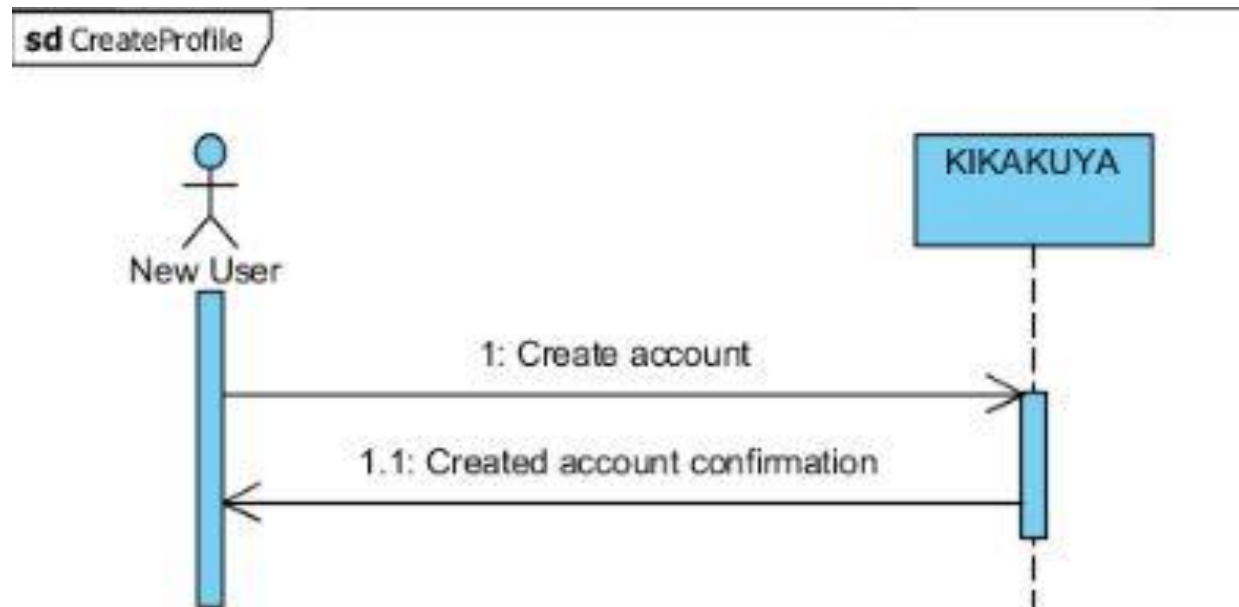 sd CreateProfile
KIKAKUYA
New User
1: Create account
1.1: Created account confirmation